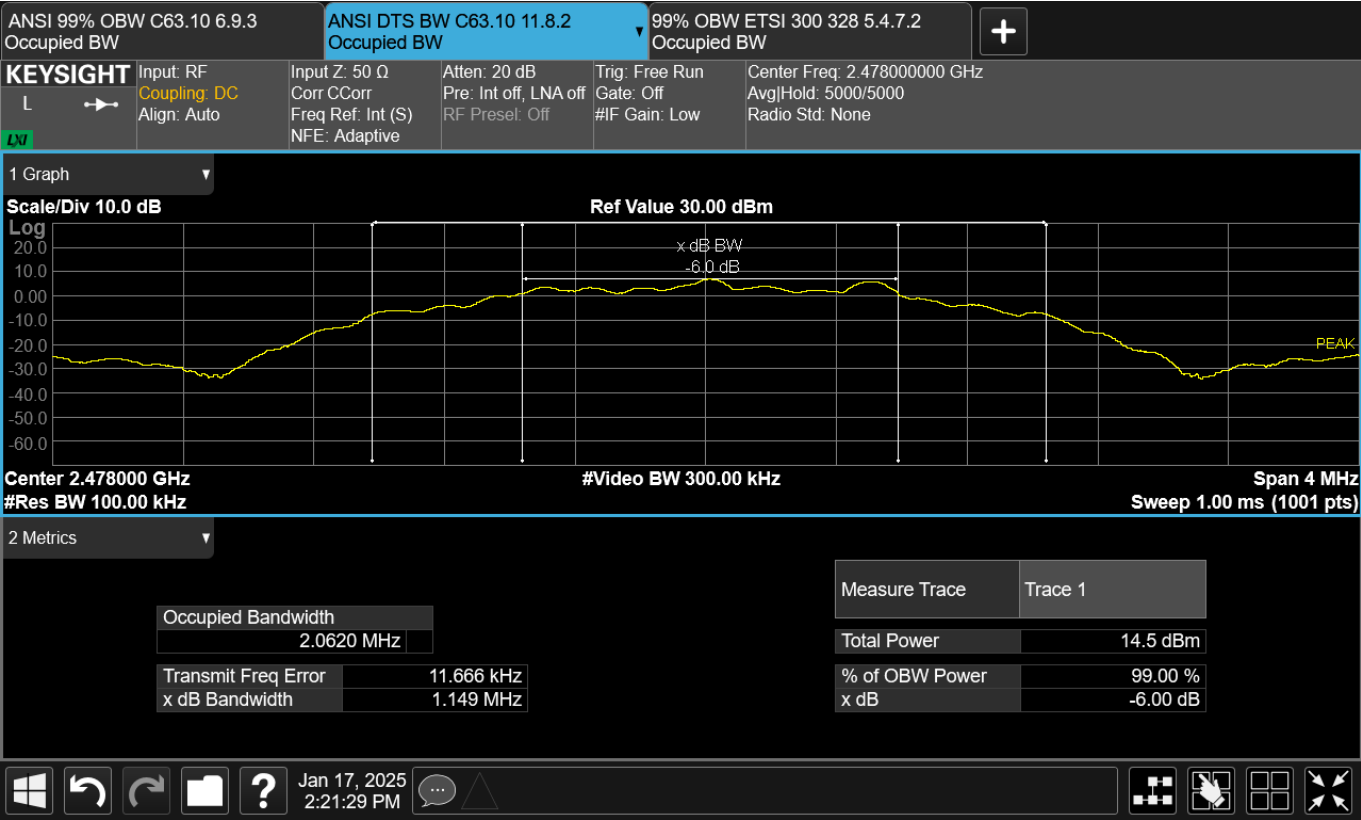 ANSI 99% OBW C63.10 6.9.3
Occupied BW
ANSI DTS BW C63.10 11.8.2
Occupied BW
99% OBW ETSI 300 328 5.4.7.2
Occupied BW
KEYSIGHT
L
LXI
Input: RF
Coupling: DC
Align: Auto
Input Z: 50 Ω
Corr CCorr
Freq Ref: Int (S)
NFE: Adaptive
Atten: 20 dB
Pre: Int off, LNA off
RF Presel: Off
Trig: Free Run
Gate: Off
#IF Gain: Low
Center Freq: 2.478000000 GHz
Avg|Hold: 5000/5000
Radio Std: None
1 Graph
Scale/Div 10.0 dB
Ref Value 30.00 dBm
Log
20.0
10.0
0.00
-10.0
-20.0
-30.0
-40.0
-50.0
-60.0
x dB BW
-6.0 dB
PEAK
Center 2.478000 GHz
#Video BW 300.00 kHz
Span 4 MHz
#Res BW 100.00 kHz
Sweep 1.00 ms (1001 pts)
2 Metrics
Measure Trace
Trace 1
Occupied Bandwidth
2.0620 MHz
Total Power
14.5 dBm
Transmit Freq Error
11.666 kHz
% of OBW Power
99.00 %
x dB Bandwidth
1.149 MHz
x dB
-6.00 dB
Jan 17, 2025
2:21:29 PM